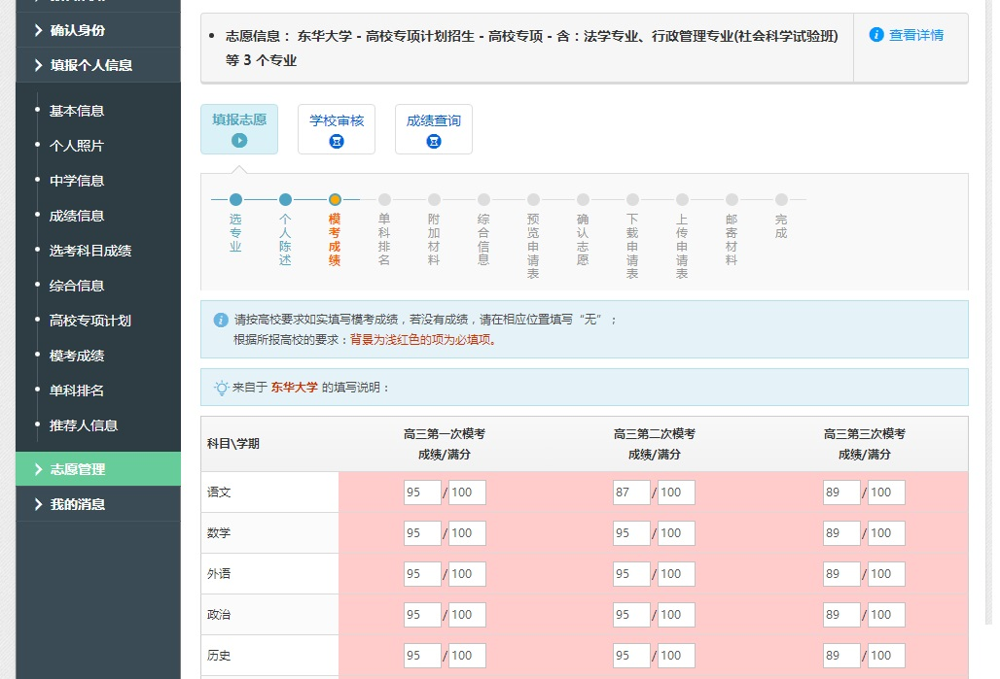 确认身份
填报个人信息
基本信息
个人照片
中学信息
成绩信息
选考科目成绩
综合信息
高校专项计划
模考成绩
单科排名
推荐人信息
志愿管理
我的消息
志愿信息： 东华大学 - 高校专项计划招生 - 高校专项 - 含：法学专业、行政管理专业(社会科学试验班)
等 3 个专业
查看详情
填报志愿
学校审核
成绩查询
选专业
个人陈述
模考成绩
单科排名
附加材料
综合信息
预览申请表
确认志愿
下载申请表
上传申请表
邮寄材料
完成
请按高校要求如实填写模考成绩，若没有成绩，请在相应位置填写“无”；
根据所报高校的要求：背景为浅红色的项为必填项。
来自于 东华大学 的填写说明：
科目\学期
高三第一次模考
成绩/满分
高三第二次模考
成绩/满分
高三第三次模考
成绩/满分
语文 95 / 100 87 / 100 89 / 100
数学 95 / 100 95 / 100 89 / 100
外语 95 / 100 95 / 100 89 / 100
政治 95 / 100 95 / 100 89 / 100
历史 95 / 100 95 / 100 89 / 100